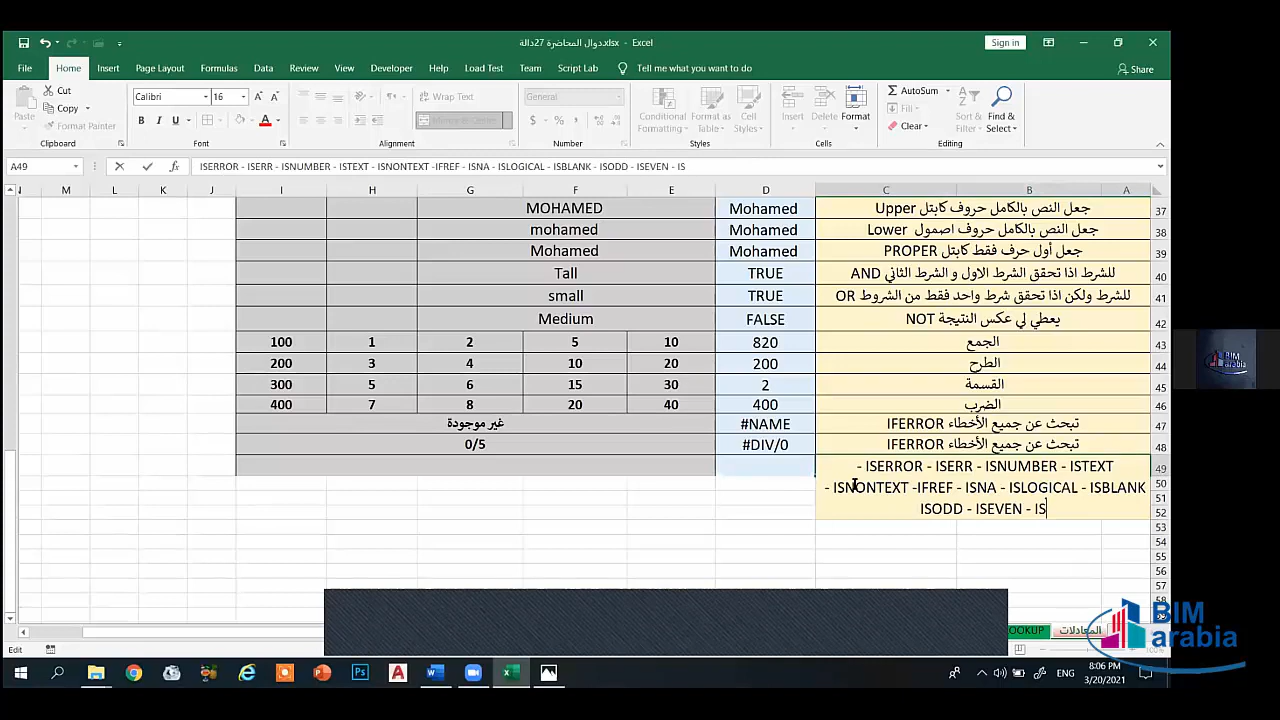 دوال المحاضرة 27دالة.xlsx - Excel
Sign in
File Home Insert Page Layout Formulas Data Review View Developer Help Load Test Team Script Lab Tell me what you want to do Share
Paste Cut Copy Format Painter Clipboard
Calibri 16 B I U Font
Wrap Text Alignment
General $ % Number
Conditional Formatting Format as Table Cell Styles Styles
Insert Delete Format Cells
AutoSum Fill Clear Sort & Filter Find & Select Editing
A49 fx ISERROR - ISERR - ISNUMBER - ISTEXT - ISNONTEXT -IFREF - ISNA - ISLOGICAL - ISBLANK - ISODD - ISEVEN - IS
M L K J I H G F E D C B A
MOHAMED Mohamed جعل النص بالكامل حروف كابتل Upper 37
mohamed Mohamed جعل النص بالكامل حروف اصمول Lower 38
Mohamed Mohamed جعل أول حرف فقط كابتل PROPER 39
Tall TRUE للشرط اذا تحقق الشرط الاول و الشرط الثاني AND 40
small TRUE للشرط ولكن اذا تحقق شرط واحد فقط من الشروط OR 41
Medium FALSE يعطي لي عكس النتيجة NOT 42
100 1 2 5 10 820 الجمع 43
200 3 4 10 20 200 الطرح 44
300 5 6 15 30 2 القسمة 45
400 7 8 20 40 400 الضرب 46
غير موجودة #NAME تبحث عن جميع الأخطاء IFERROR 47
0/5 #DIV/0 تبحث عن جميع الأخطاء IFERROR 48
- ISERROR - ISERR - ISNUMBER - ISTEXT 49
- ISNONTEXT -IFREF - ISNA - ISLOGICAL - ISBLANK 50
51
ISODD - ISEVEN - IS 52
53
54
55
56
57
58
LOOKUP المعادلات
Edit
BIM
arabia
ENG 8:06 PM
3/20/2021
BIM
arabia